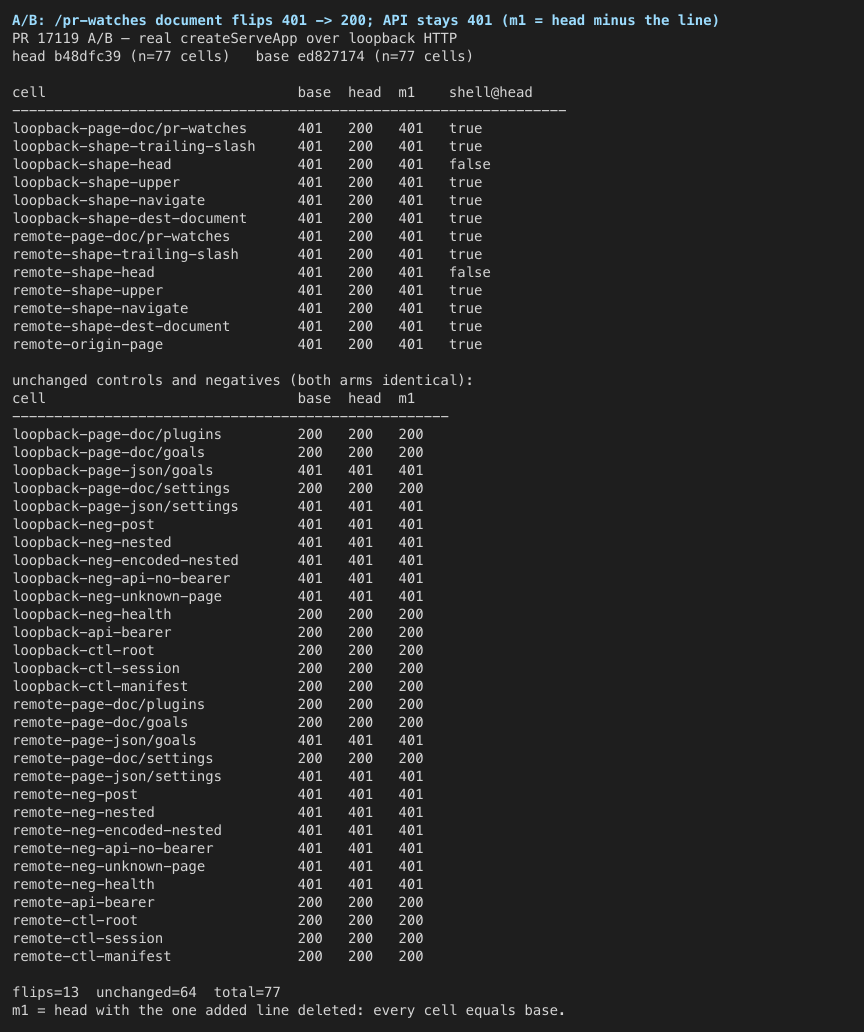 A/B: /pr-watches document flips 401 -> 200; API stays 401 (m1 = head minus the line)
PR 17119 A/B — real createServeApp over loopback HTTP
head b48dfc39 (n=77 cells)   base ed827174 (n=77 cells)
cell                              base  head  m1    shell@head
------------------------------------------------------------------
loopback-page-doc/pr-watches      401   200   401   true
loopback-shape-trailing-slash     401   200   401   true
loopback-shape-head               401   200   401   false
loopback-shape-upper              401   200   401   true
loopback-shape-navigate           401   200   401   true
loopback-shape-dest-document      401   200   401   true
remote-page-doc/pr-watches        401   200   401   true
remote-shape-trailing-slash       401   200   401   true
remote-shape-head                 401   200   401   false
remote-shape-upper                401   200   401   true
remote-shape-navigate             401   200   401   true
remote-shape-dest-document        401   200   401   true
remote-origin-page                401   200   401   true
unchanged controls and negatives (both arms identical):
cell                              base  head  m1
----------------------------------------------------
loopback-page-doc/plugins         200   200   200
loopback-page-doc/goals           200   200   200
loopback-page-json/goals          401   401   401
loopback-page-doc/settings        200   200   200
loopback-page-json/settings       401   401   401
loopback-neg-post                 401   401   401
loopback-neg-nested               401   401   401
loopback-neg-encoded-nested       401   401   401
loopback-neg-api-no-bearer        401   401   401
loopback-neg-unknown-page         401   401   401
loopback-neg-health               200   200   200
loopback-api-bearer               200   200   200
loopback-ctl-root                 200   200   200
loopback-ctl-session              200   200   200
loopback-ctl-manifest             200   200   200
remote-page-doc/plugins           200   200   200
remote-page-doc/goals             200   200   200
remote-page-json/goals            401   401   401
remote-page-doc/settings          200   200   200
remote-page-json/settings         401   401   401
remote-neg-post                   401   401   401
remote-neg-nested                 401   401   401
remote-neg-encoded-nested         401   401   401
remote-neg-api-no-bearer          401   401   401
remote-neg-unknown-page           401   401   401
remote-neg-health                 401   401   401
remote-api-bearer                 200   200   200
remote-ctl-root                   200   200   200
remote-ctl-session                200   200   200
remote-ctl-manifest               200   200   200
flips=13  unchanged=64  total=77
m1 = head with the one added line deleted: every cell equals base.